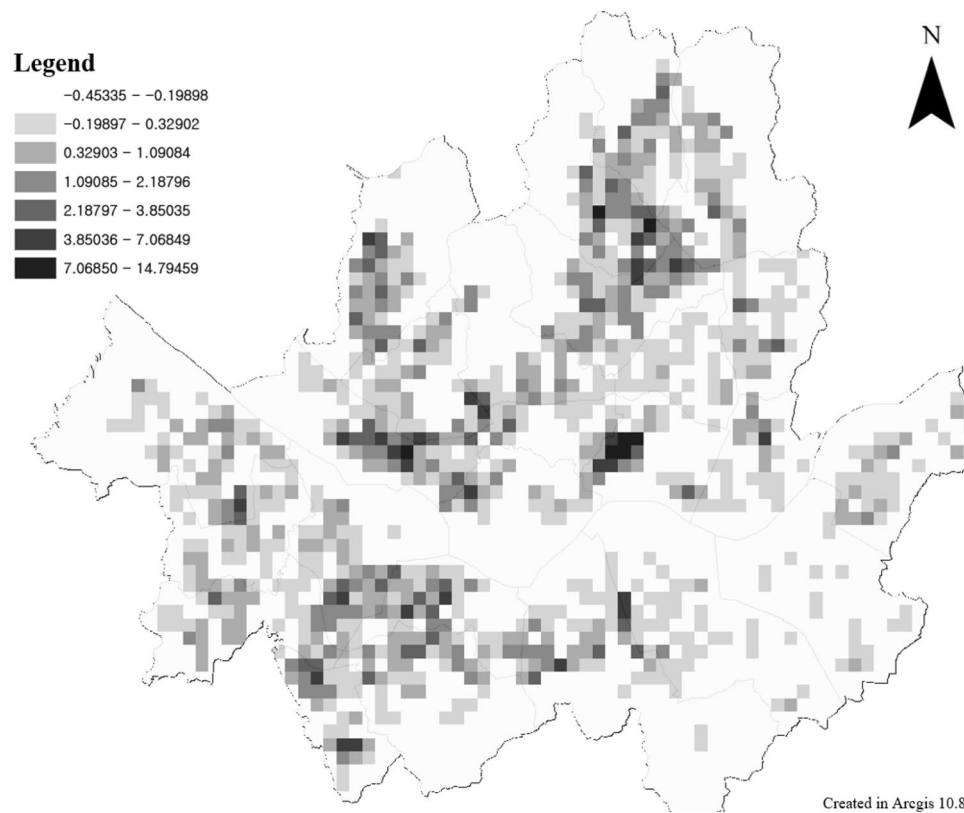 Legend
-0.45335 - -0.19898
-0.19897 - 0.32902
0.32903 - 1.09084
1.09085 - 2.18796
2.18797 - 3.85035
3.85036 - 7.06849
7.06850 - 14.79459
N
Created in Arcgis 10.8